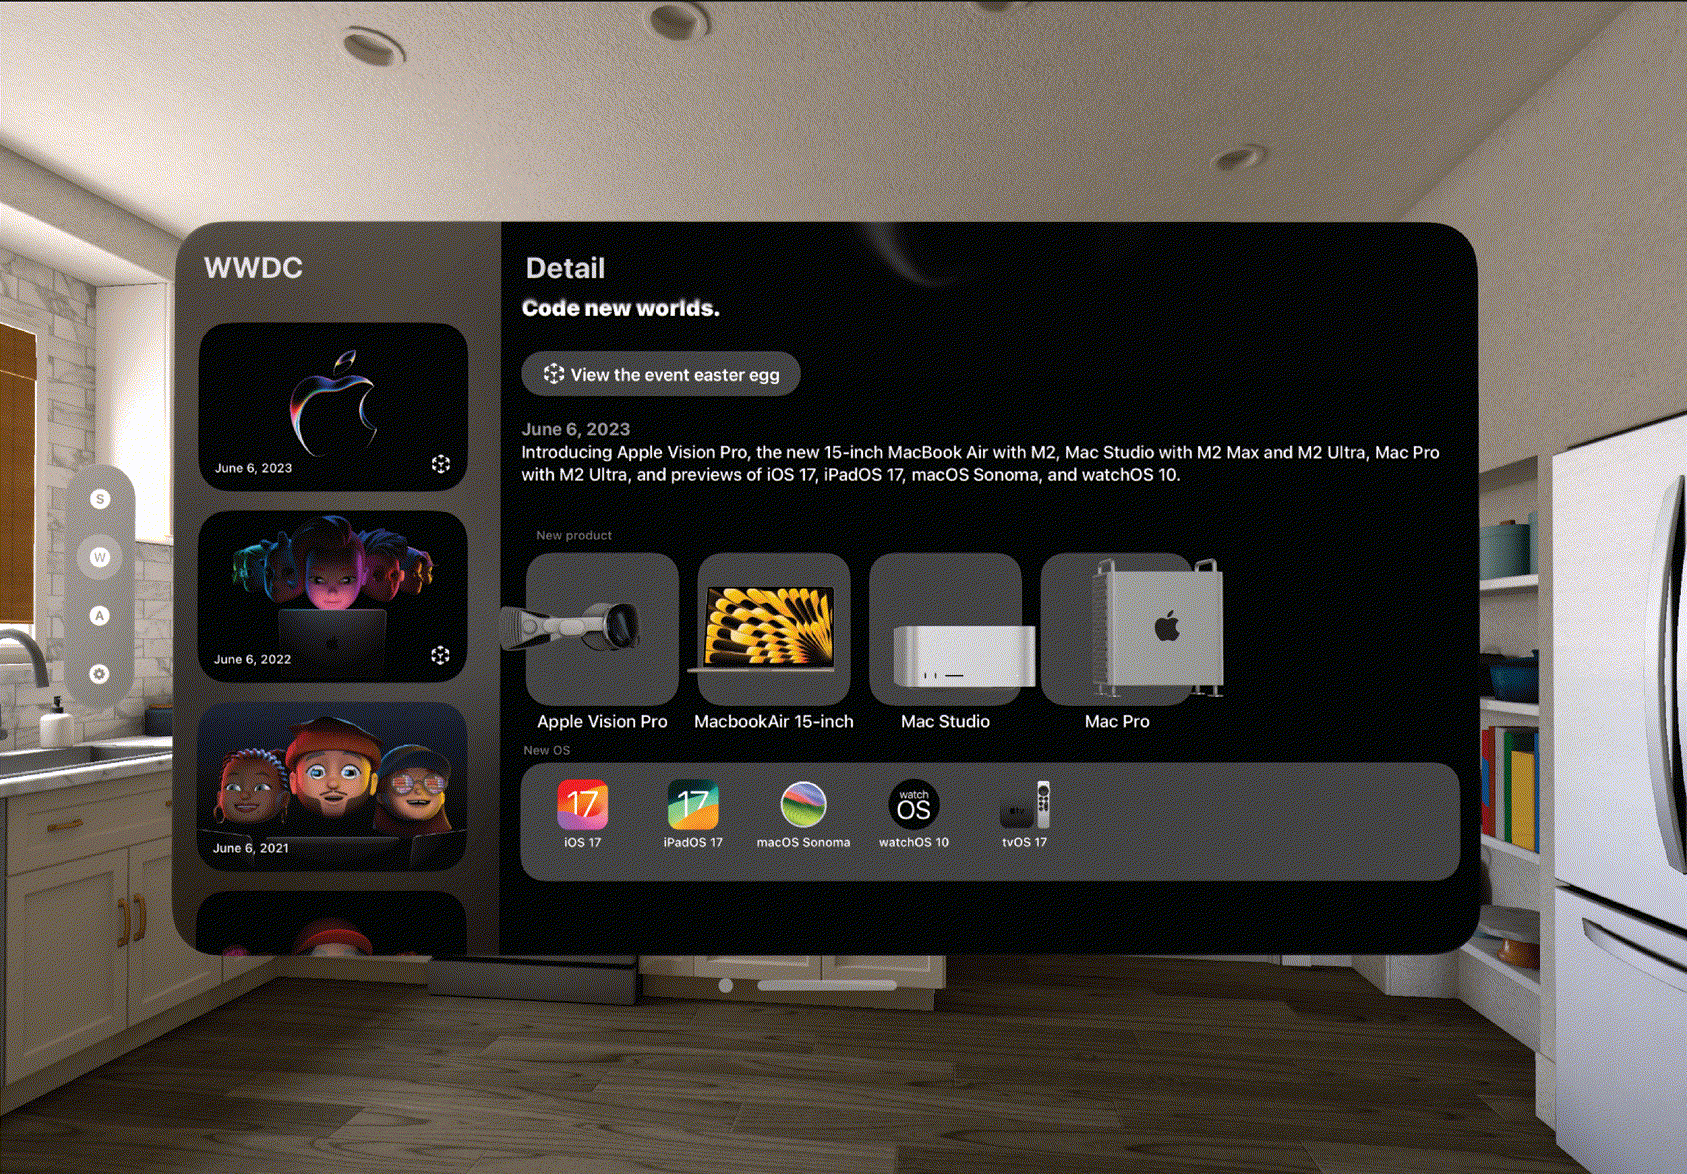 S
W
A
WWDC
June 6, 2023
June 6, 2022
June 6, 2021
Detail
Code new worlds.
View the event easter egg
June 6, 2023
Introducing Apple Vision Pro, the new 15-inch MacBook Air with M2, Mac Studio with M2 Max and M2 Ultra, Mac Pro
with M2 Ultra, and previews of iOS 17, iPadOS 17, macOS Sonoma, and watchOS 10.
New product
Apple Vision Pro
MacbookAir 15-inch
Mac Studio
Mac Pro
New OS
17
17
watch
OS
tv
iOS 17
iPadOS 17
macOS Sonoma
watchOS 10
tvOS 17